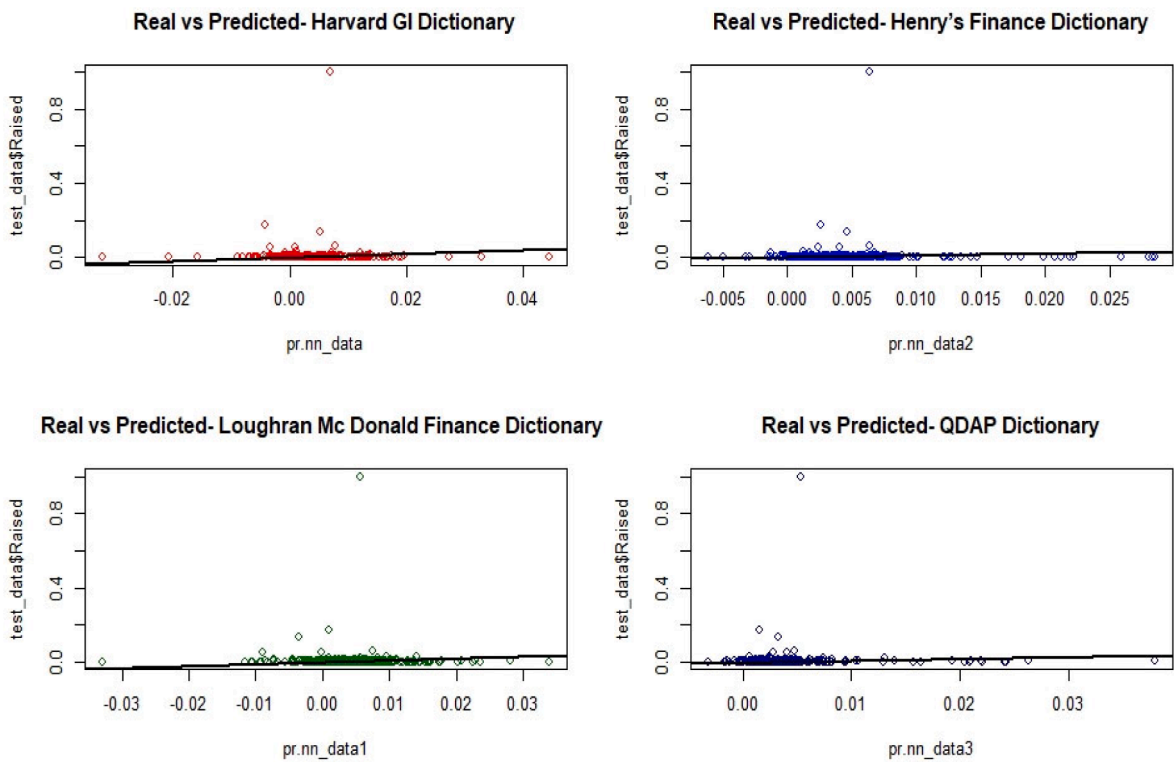 Real vs Predicted- Harvard GI Dictionary
test_data$Raised
0.0 0.4 0.8
-0.02 0.00 0.02 0.04
pr.nn_data
Real vs Predicted- Henry’s Finance Dictionary
test_data$Raised
0.0 0.4 0.8
-0.005 0.000 0.005 0.010 0.015 0.020 0.025
pr.nn_data2
Real vs Predicted- Loughran Mc Donald Finance Dictionary
test_data$Raised
0.0 0.4 0.8
-0.03 -0.02 -0.01 0.00 0.01 0.02 0.03
pr.nn_data1
Real vs Predicted- QDAP Dictionary
test_data$Raised
0.0 0.4 0.8
0.00 0.01 0.02 0.03
pr.nn_data3